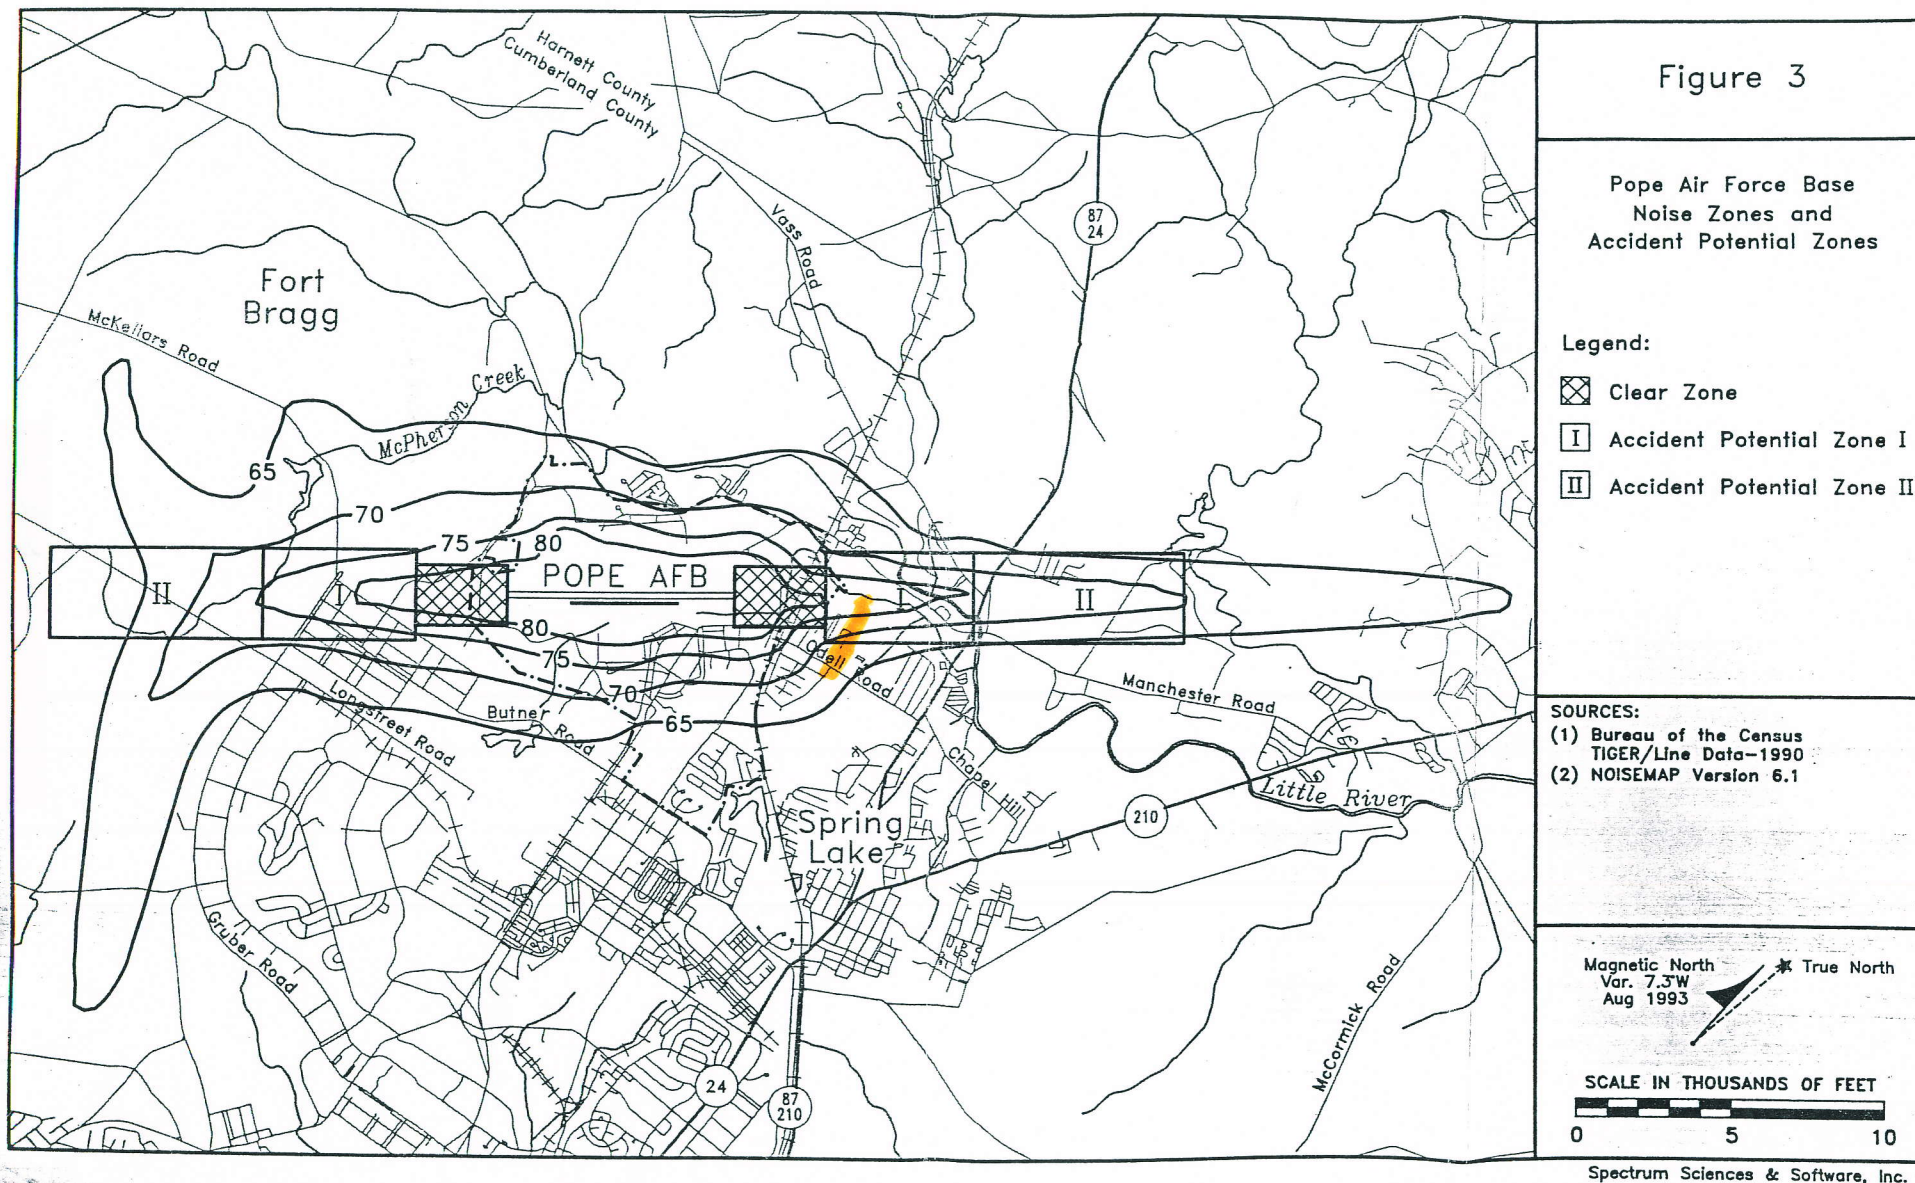 Figure 3
Pope Air Force Base
Noise Zones and
Accident Potential Zones
Legend:
Clear Zone
I Accident Potential Zone I
II Accident Potential Zone II
SOURCES:
(1) Bureau of the Census
TIGER/Line Data-1990
(2) NOISEMAP Version 6.1
Magnetic North
Var. 7.3°W
Aug 1993
True North
SCALE IN THOUSANDS OF FEET
0 5 10
Spectrum Sciences & Software, Inc.
Harnett County
Cumberland County
87
24
Vass Road
Fort
Bragg
McKellars Road
McPherson Creek
65
70
75
80
POPE AFB
II
I
I
II
80
75
70
65
Odell Road
Longstreet Road
Butner Road
Manchester Road
Chapel Hill
Little River
210
Spring
Lake
Gruber Road
McCormick Road
24
87
210